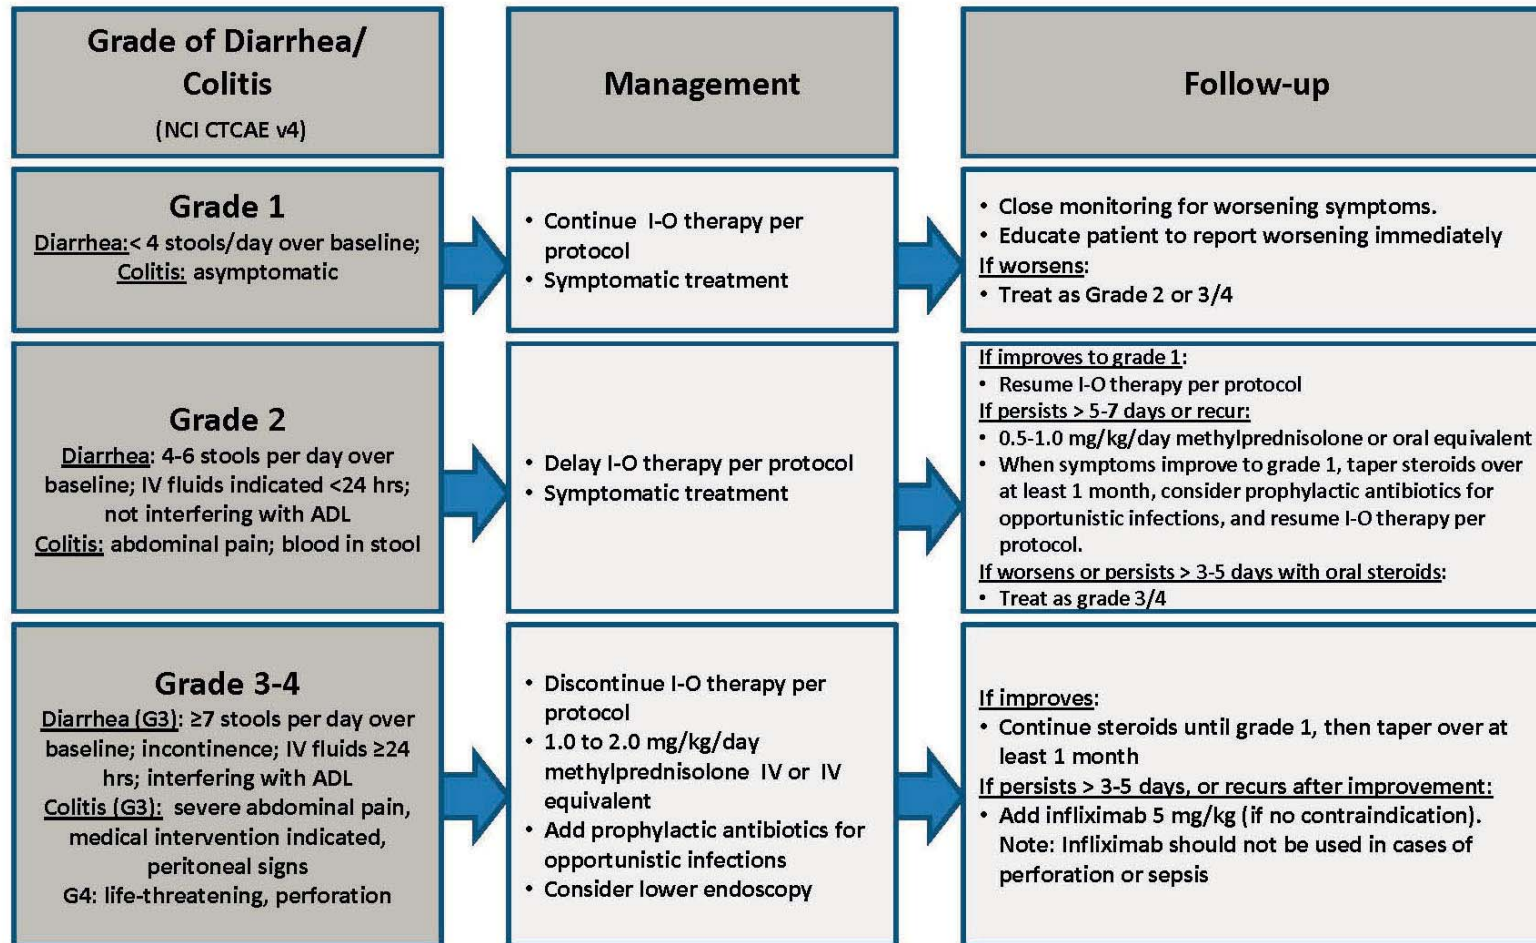 Grade of Diarrhea/
Colitis
(NCI CTCAE v4)
Management
Follow-up
Grade 1
Diarrhea:< 4 stools/day over baseline;
Colitis: asymptomatic
• Continue I-O therapy per
protocol
• Symptomatic treatment
• Close monitoring for worsening symptoms.
• Educate patient to report worsening immediately
If worsens:
• Treat as Grade 2 or 3/4
Grade 2
Diarrhea: 4-6 stools per day over
baseline; IV fluids indicated <24 hrs;
not interfering with ADL
Colitis: abdominal pain; blood in stool
• Delay I-O therapy per protocol
• Symptomatic treatment
If improves to grade 1:
• Resume I-O therapy per protocol
If persists > 5-7 days or recur:
• 0.5-1.0 mg/kg/day methylprednisolone or oral equivalent
• When symptoms improve to grade 1, taper steroids over
at least 1 month, consider prophylactic antibiotics for
opportunistic infections, and resume I-O therapy per
protocol.
If worsens or persists > 3-5 days with oral steroids:
• Treat as grade 3/4
Grade 3-4
Diarrhea (G3): ≥7 stools per day over
baseline; incontinence; IV fluids ≥24
hrs; interfering with ADL
Colitis (G3): severe abdominal pain,
medical intervention indicated,
peritoneal signs
G4: life-threatening, perforation
• Discontinue I-O therapy per
protocol
• 1.0 to 2.0 mg/kg/day
methylprednisolone IV or IV
equivalent
• Add prophylactic antibiotics for
opportunistic infections
• Consider lower endoscopy
If improves:
• Continue steroids until grade 1, then taper over at
least 1 month
If persists > 3-5 days, or recurs after improvement:
• Add infliximab 5 mg/kg (if no contraindication).
Note: Infliximab should not be used in cases of
perforation or sepsis